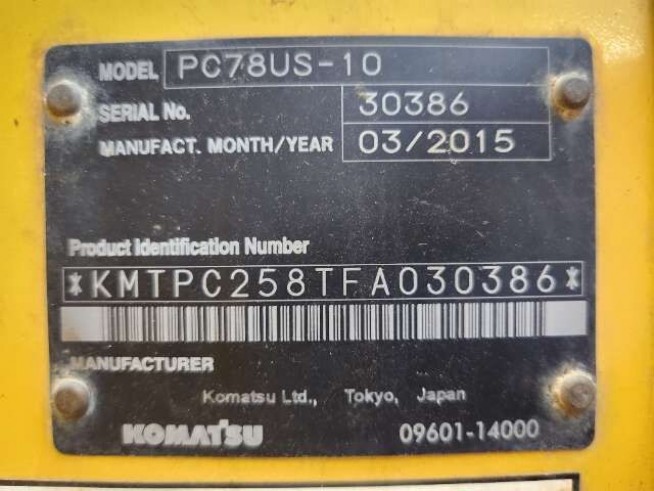 MODEL PC78US-10
SERIAL No. 30386
MANUFACT. MONTH/YEAR 03/2015
Product Identification Number
*KMTPC258TFA030386*
MANUFACTURER
Komatsu Ltd., Tokyo, Japan
KOMATSU 09601-14000